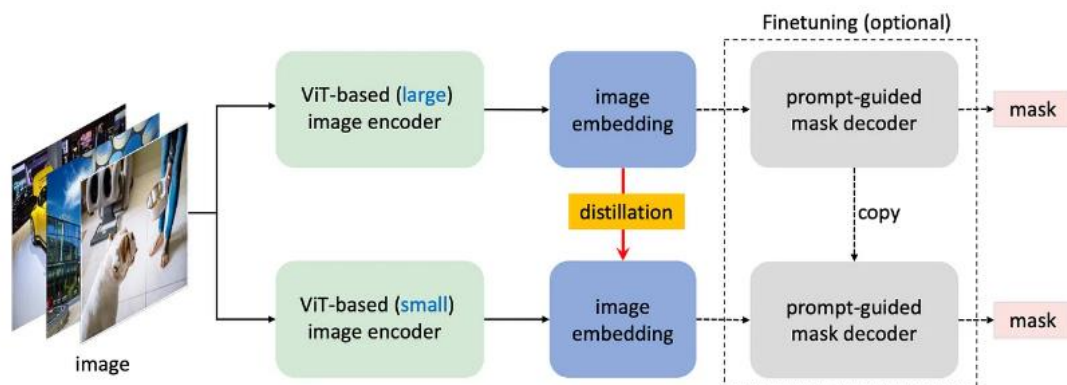 Finetuning (optional)
ViT-based (large)
image encoder
image
embedding
prompt-guided
mask decoder
mask
distillation
copy
ViT-based (small)
image encoder
image
embedding
prompt-guided
mask decoder
mask
image